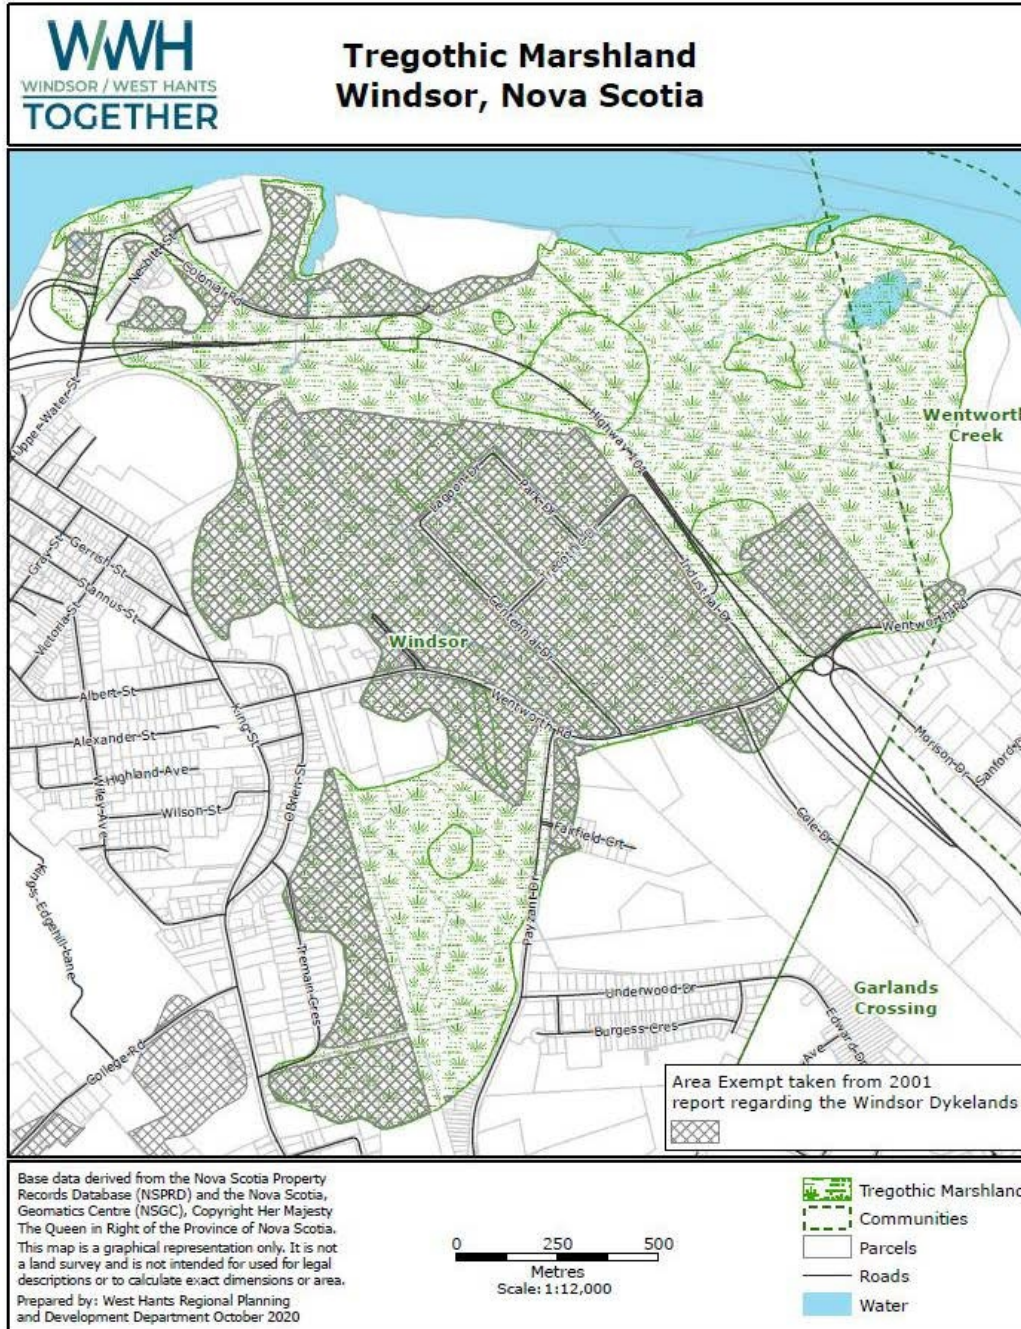 WWH
WINDSOR / WEST HANTS
TOGETHER
Tregothic Marshland
Windsor, Nova Scotia
Nesbitt-St
Colonial-Rd
Upper-Water-St
Highway-101
Wentworth
Creek
Lagoon-Dr
Park-Dr
Gerrish-St
Gray-St
Stannus-St
Victoria-St
Centennial-Dr
Industrial-Dr
Windsor
Wentworth-Rd
Albert-St
King-St
Wentworth-Rd
Alexander-St
Morison-Dr
Highland-Ave
Wiley-Ave
O'Brien-St
Wilson-St
Cole-Dr
Fairfield-Crt
Kings-Edgehill-Lane
Payzant-Dr
Tremain-Cres
Underwood-Dr
Garlands
Crossing
Burgess-Cres
Edward-Dr
Ave
College-Rd
Area Exempt taken from 2001
report regarding the Windsor Dykelands
Base data derived from the Nova Scotia Property
Records Database (NSPRD) and the Nova Scotia,
Geomatics Centre (NSGC), Copyright Her Majesty
The Queen in Right of the Province of Nova Scotia.
This map is a graphical representation only. It is not
a land survey and is not intended for used for legal
descriptions or to calculate exact dimensions or area.
Prepared by: West Hants Regional Planning
and Development Department October 2020
0 250 500
Metres
Scale: 1:12,000
Tregothic Marshland
Communities
Parcels
Roads
Water